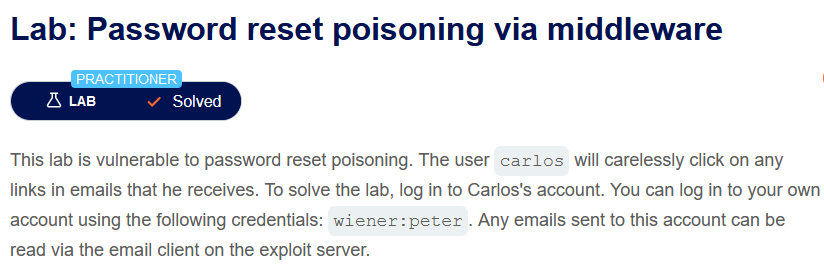 Lab: Password reset poisoning via middleware
PRACTITIONER
LAB Solved
This lab is vulnerable to password reset poisoning. The user carlos will carelessly click on any
links in emails that he receives. To solve the lab, log in to Carlos's account. You can log in to your own
account using the following credentials: wiener:peter. Any emails sent to this account can be
read via the email client on the exploit server.